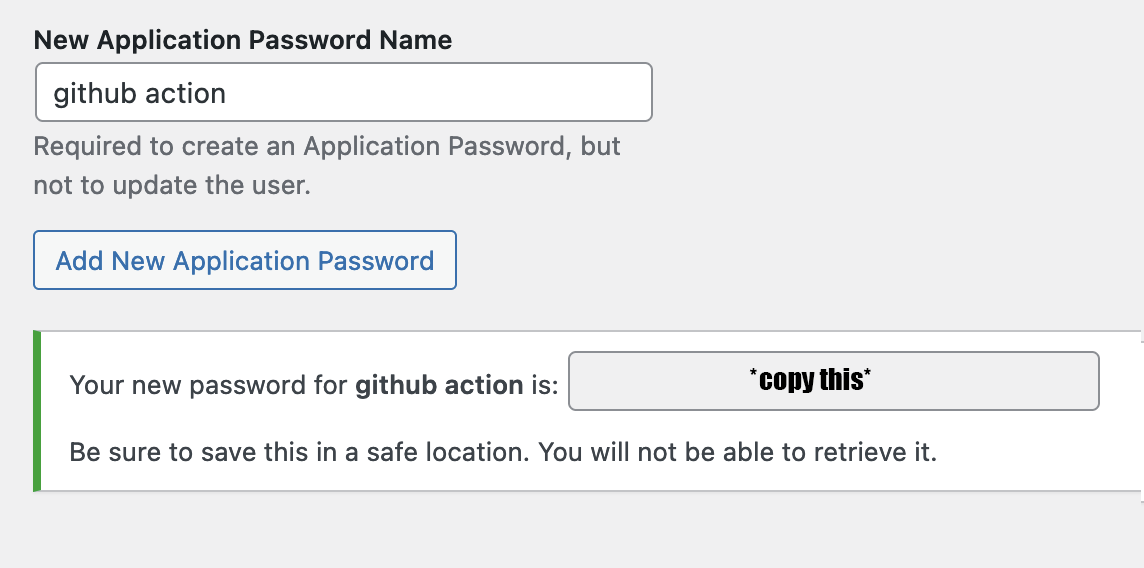 New Application Password Name
github action
Required to create an Application Password, but
not to update the user.
Add New Application Password
Your new password for github action is: *copy this*
Be sure to save this in a safe location. You will not be able to retrieve it.